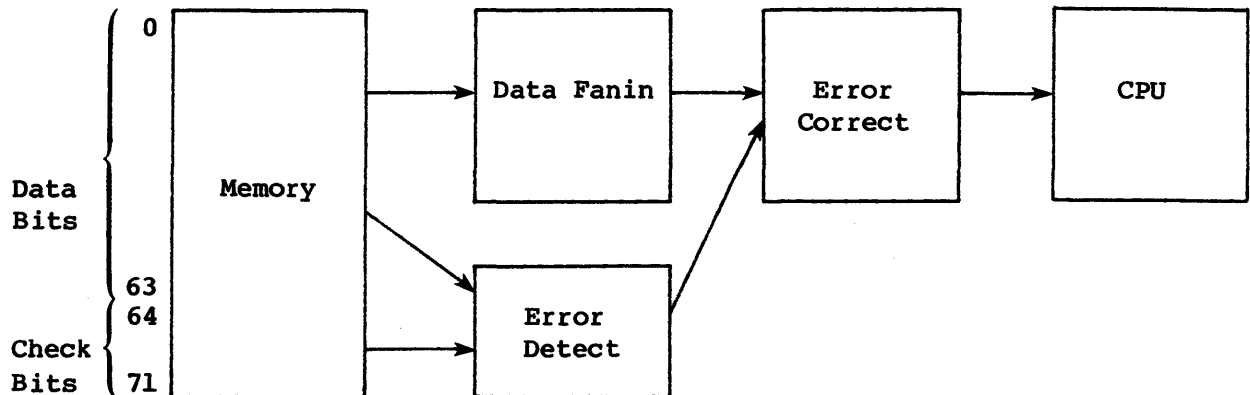 0
Data Fanin
Error
Correct
CPU
Memory
Data
Bits
63
64
Error
Detect
Check
Bits
71